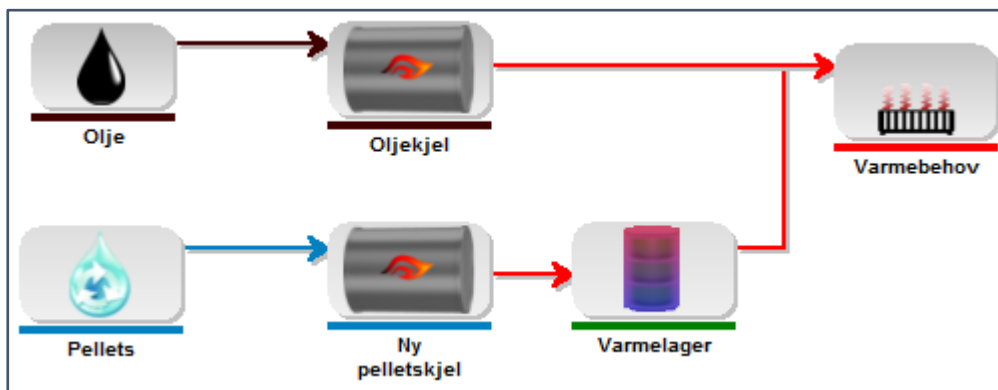 Olje
Oljekjel
Varmebehov
Pellets
Ny
pelletskjel
Varmelager